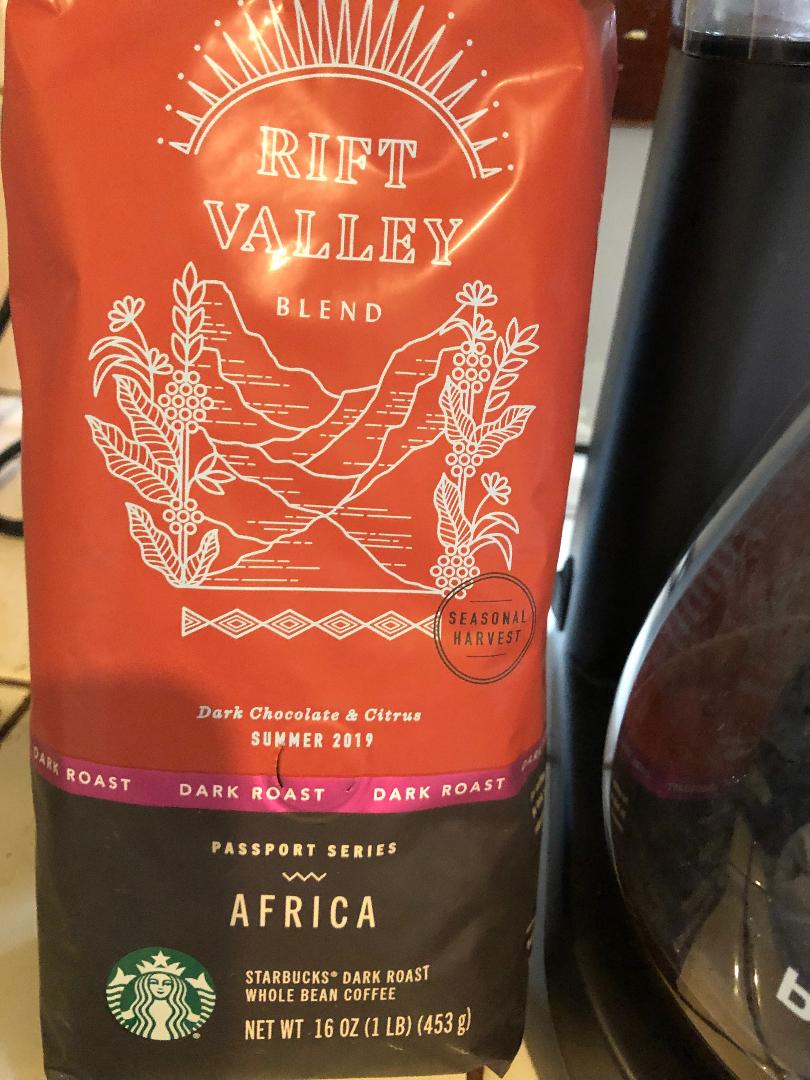 RIFT
VALLEY
BLEND
SEASONAL
HARVEST
Dark Chocolate & Citrus
SUMMER 2019
DARK ROAST DARK ROAST DARK ROAST DARK
PASSPORT SERIES
AFRICA
STARBUCKS® DARK ROAST
WHOLE BEAN COFFEE
NET WT 16 OZ (1 LB) (453 g)